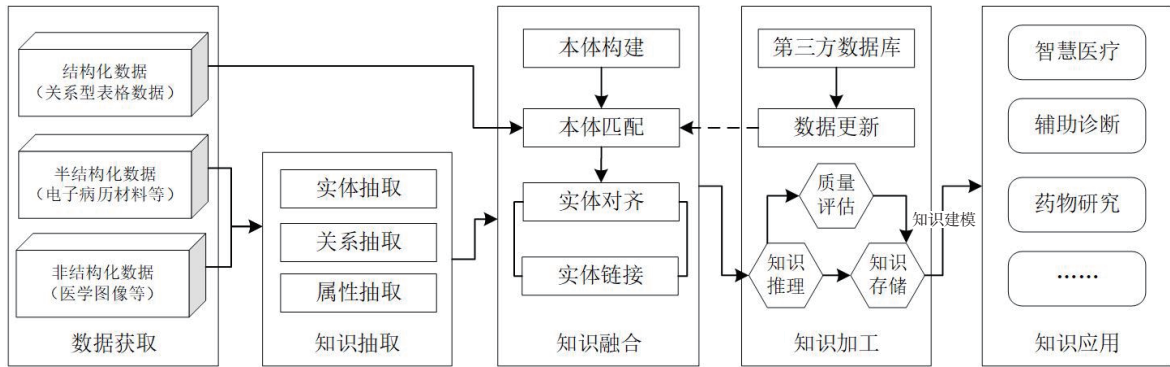 结构化数据
（关系型表格数据）
半结构化数据
（电子病历材料等）
非结构化数据
（医学图像等）
数据获取
实体抽取
关系抽取
属性抽取
知识抽取
本体构建
本体匹配
实体对齐
实体链接
知识融合
第三方数据库
数据更新
质量
评估
知识
推理
知识
存储
知识加工
知识建模
智慧医疗
辅助诊断
药物研究
……
知识应用